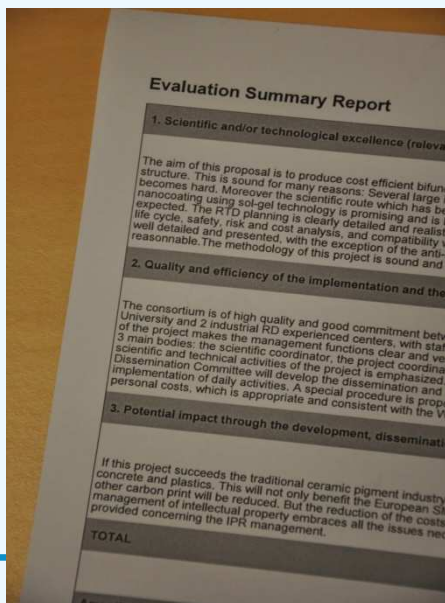 Evaluation Summary Report
1. Scientific and/or technological excellence (releva
The aim of this proposal is to produce cost efficient bifun
structure. This is sound for many reasons: Several large
becomes hard. Moreover the scientific route which has be
nanocoating using sol-gel technology is promising and is
expected. The RTD planning is clearly detailed and realist
life cycle, safety, risk and cost analysis, and compatibility
well detailed and presented, with the exception of the anti-
reasonnable.The methodology of this project is sound and
2. Quality and efficiency of the implementation and the
The consortium is of high quality and good commitment betw
University and 2 industrial RD experienced centers, with staf
of the project makes the management functions clear and ve
3 main bodies: the scientific coordinator, the project coordina
scientific and technical activities of the project is emphasized
Dissemination Committee will develop the dissemination and
implementation of daily activities. A special procedure is prop
personal costs, which is appropriate and consistent with the W
3. Potential impact through the development, disseminati
If this project succeeds the traditional ceramic pigment industry
concrete and plastics. This will not only benefit the European SM
other carbon print will be reduced. But the reduction of the costs
management of intellectual property embraces all the issues nec
provided concerning the IPR management.
TOTAL